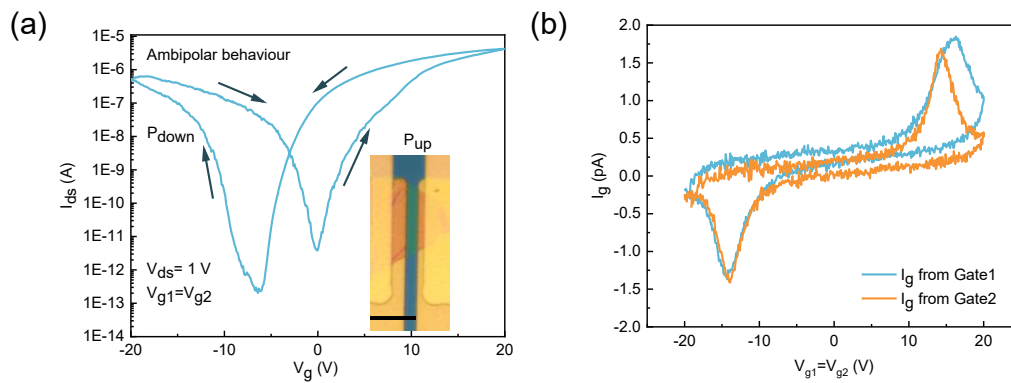 (a)
1E-5
1E-6
1E-7
1E-8
1E-9
1E-10
1E-11
1E-12
1E-13
1E-14
Ids (A)
Ambipolar behaviour
Pdown
Pup
Vds= 1 V
Vg1=Vg2
-20 -10 0 10 20
Vg (V)
(b)
2.0
1.5
1.0
0.5
0.0
-0.5
-1.0
-1.5
-2.0
Ig (pA)
Ig from Gate1
Ig from Gate2
-20 -10 0 10 20
Vg1=Vg2 (V)